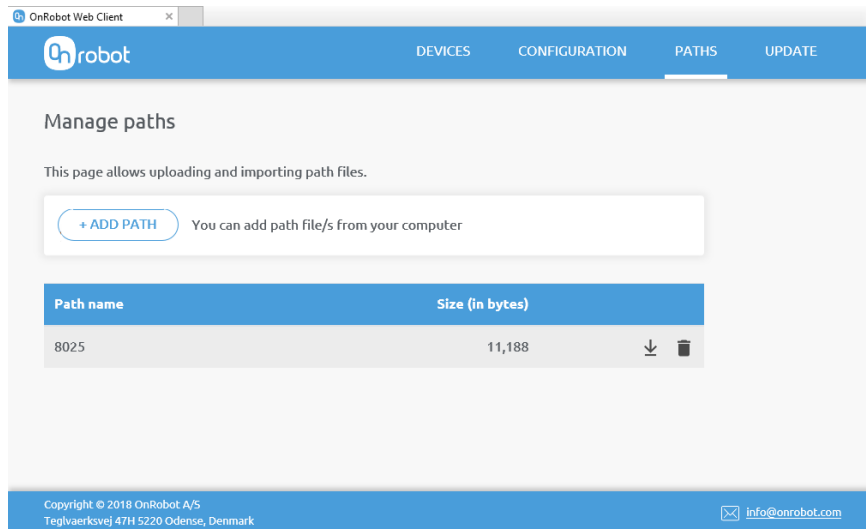 OnRobot Web Client
On robot
DEVICES CONFIGURATION PATHS UPDATE
Manage paths
This page allows uploading and importing path files.
+ ADD PATH You can add path file/s from your computer
Path name Size (in bytes)
8025 11,188
Copyright © 2018 OnRobot A/S
Teglvaerksvej 47H 5220 Odense, Denmark
info@onrobot.com